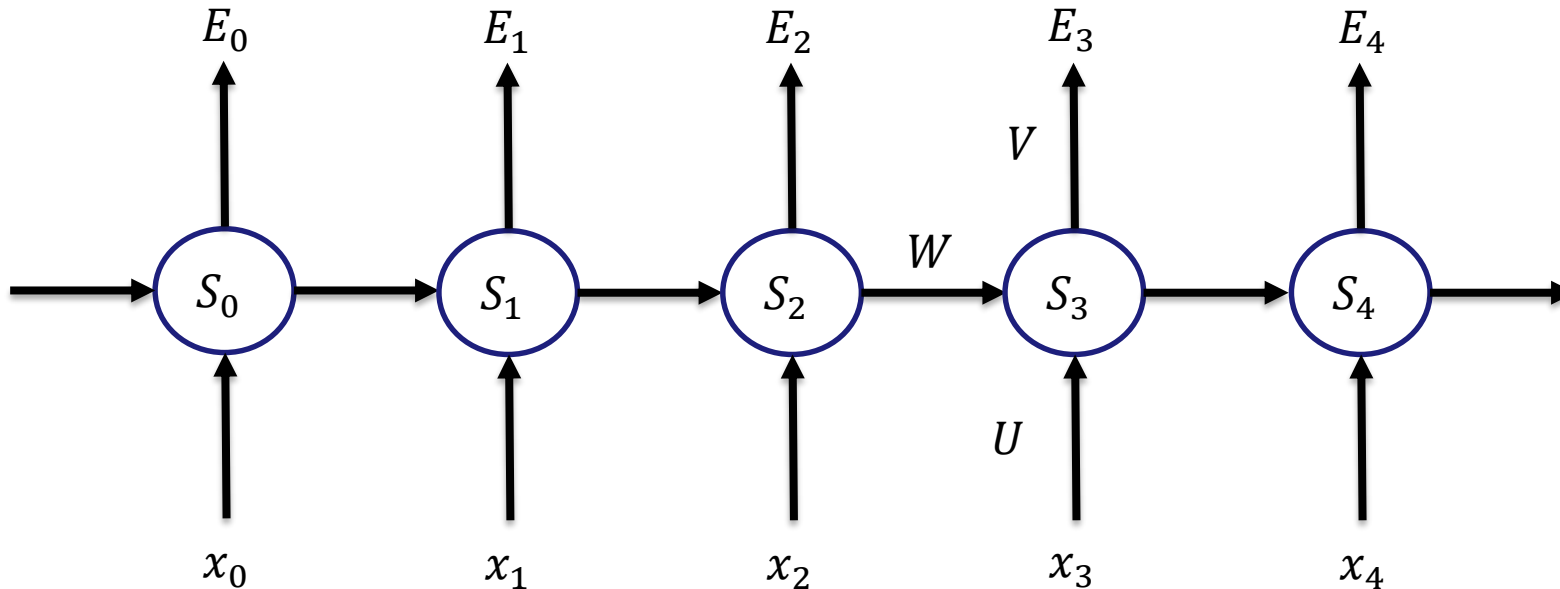 E₀ E₁ E₂ E₃ E₄
V
W
S₀ S₁ S₂ S₃ S₄
U
x₀ x₁ x₂ x₃ x₄